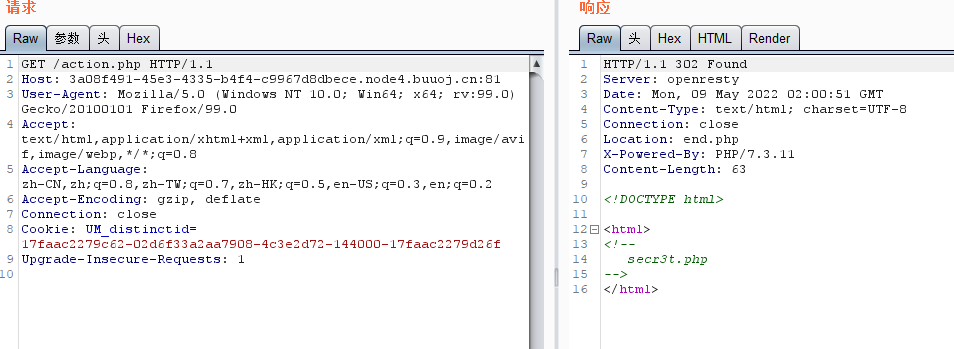 请求
Raw 参数 头 Hex
1 GET /action.php HTTP/1.1
2 Host: 3a08f491-45e3-4335-b4f4-c9967d8dbece.node4.buuoj.cn:81
3 User-Agent: Mozilla/5.0 (Windows NT 10.0; Win64; x64; rv:99.0)
Gecko/20100101 Firefox/99.0
4 Accept:
text/html,application/xhtml+xml,application/xml;q=0.9,image/avi
f,image/webp,*/*;q=0.8
5 Accept-Language:
zh-CN,zh;q=0.8,zh-TW;q=0.7,zh-HK;q=0.5,en-US;q=0.3,en;q=0.2
6 Accept-Encoding: gzip, deflate
7 Connection: close
8 Cookie: UM_distinctid=
17faac2279c62-02d6f33a2aa7908-4c3e2d72-144000-17faac2279d26f
9 Upgrade-Insecure-Requests: 1
10
响应
Raw 头 Hex HTML Render
1 HTTP/1.1 302 Found
2 Server: openresty
3 Date: Mon, 09 May 2022 02:00:51 GMT
4 Content-Type: text/html; charset=UTF-8
5 Connection: close
6 Location: end.php
7 X-Powered-By: PHP/7.3.11
8 Content-Length: 63
9
10 <!DOCTYPE html>
11
12 <html>
13 <!--
14 secr3t.php
15 -->
16 </html>